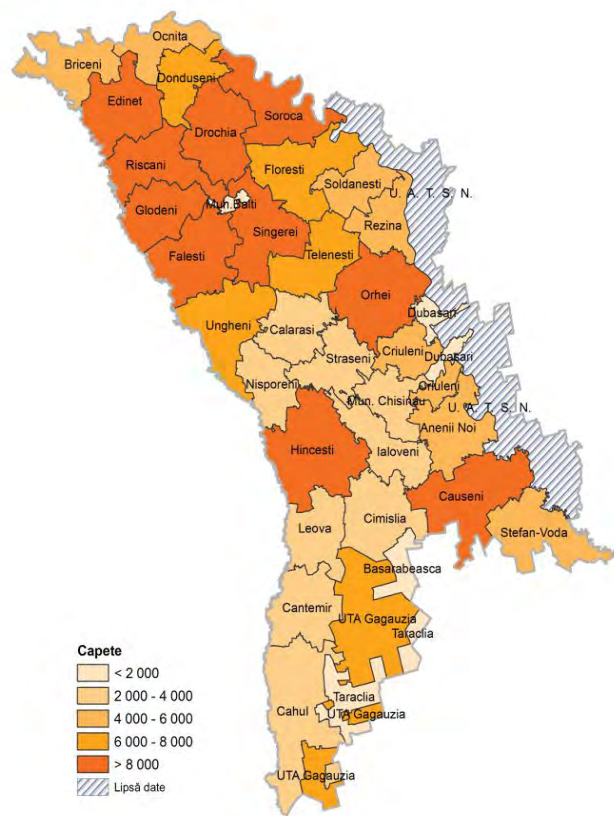 Ocnita
Briceni
Donduseni
Edinet
Soroca
Drochia
Riscani
Floresti
Soldanesti
U. A. T. S. N.
Glodeni
Mun.Balti
Rezina
Singerei
Falesti
Telenesti
Orhei
Dubasari
Ungheni
Calarasi
Criuleni
Straseni
Dubasari
Nisporeni
Criuleni
Mun. Chisinau
U. A. T. S. N.
Anenii Noi
Hincesti
Ialoveni
Causeni
Leova
Cimislia
Stefan-Voda
Basarabeasca
Cantemir
UTA Gagauzia
Taraclia
Capete
< 2 000
2 000 - 4 000
4 000 - 6 000
6 000 - 8 000
> 8 000
Lipsă date
Taraclia
Cahul
UTA Gagauzia
UTA Gagauzia